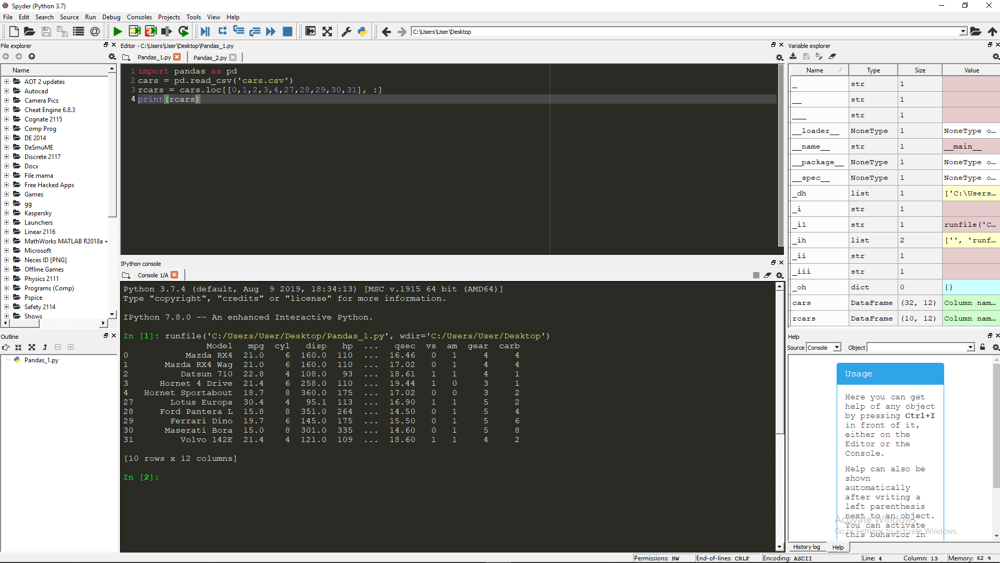 Spyder (Python 3.7)
File Edit Search Source Run Debug Consoles Projects Tools View Help
C:\Users\User\Desktop
File explorer
Name
AOT 2 updates
Autocad
Camera Pics
Cheat Engine 6.8.3
Cognate 2115
Comp Prog
DE 2014
DeSmuME
Discrete 2117
Docx
File mama
Free Hacked Apps
Games
gg
Kaspersky
Launchers
Linear 2116
MathWorks MATLAB R2018a +
Microsoft
Neces ID [PNG]
Offline Games
Physics 2111
Programs (Comp)
Pspice
Safety 2114
Shows
Outline
Pandas_1.py
Editor - C:\Users\User\Desktop\Pandas_1.py
Pandas_1.py Pandas_2.py
1 import pandas as pd
2 cars = pd.read_csv('cars.csv')
3 rcars = cars.loc[[0,1,2,3,4,27,28,29,30,31], :]
4 print(rcars)
IPython console
Console 1/A
Python 3.7.4 (default, Aug  9 2019, 18:34:13) [MSC v.1915 64 bit (AMD64)]
Type "copyright", "credits" or "license" for more information.
IPython 7.8.0 -- An enhanced Interactive Python.
In [1]: runfile('C:/Users/User/Desktop/Pandas_1.py', wdir='C:/Users/User/Desktop')
Model mpg cyl disp hp ... qsec vs am gear carb
0 Mazda RX4 21.0 6 160.0 110 ... 16.46 0 1 4 4
1 Mazda RX4 Wag 21.0 6 160.0 110 ... 17.02 0 1 4 4
2 Datsun 710 22.8 4 108.0 93 ... 18.61 1 1 4 1
3 Hornet 4 Drive 21.4 6 258.0 110 ... 19.44 1 0 3 1
4 Hornet Sportabout 18.7 8 360.0 175 ... 17.02 0 0 3 2
27 Lotus Europa 30.4 4 95.1 113 ... 16.90 1 1 5 2
28 Ford Pantera L 15.8 8 351.0 264 ... 14.50 0 1 5 4
29 Ferrari Dino 19.7 6 145.0 175 ... 15.50 0 1 5 6
30 Maserati Bora 15.0 8 301.0 335 ... 14.60 0 1 5 8
31 Volvo 142E 21.4 4 121.0 109 ... 18.60 1 1 4 2
[10 rows x 12 columns]
In [2]:
Variable explorer
Name Type Size Value
_ str 1
__ str 1
___ str 1
__loader__ NoneType 1 NoneType o...
__name__ str 1 __main__
__package__ NoneType 1 NoneType o...
__spec__ NoneType 1 NoneType o...
_dh list 1 ['C:\Users...
_i str 1
_i1 str 1 runfile('C...
_ih list 2 ['', 'runf...
_ii str 1
_iii str 1
_oh dict 0 {}
cars DataFrame (32, 12) Column nam...
rcars DataFrame (10, 12) Column nam...
Help
Source Console Object
Usage
Here you can get
help of any object
by pressing Ctrl+I
in front of it,
either on the
Editor or the
Console.
Help can also be
shown
automatically
after writing a
left parenthesis
next to an object.
You can activate
this behavior in
Activate Windows
Go to Settings to activate Windows.
History log Help
Permissions: RW End-of-lines: CRLF Encoding: ASCII Line: 4 Column: 13 Memory: 62 %